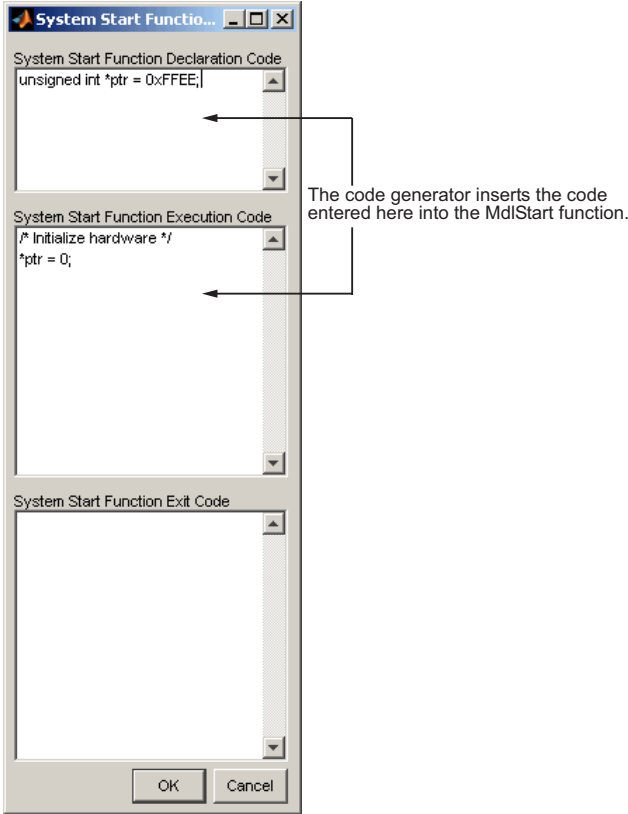 System Start Functio...
System Start Function Declaration Code
unsigned int *ptr = 0xFFEE;
The code generator inserts the code
entered here into the MdlStart function.
System Start Function Execution Code
/* Initialize hardware */
*ptr = 0;
System Start Function Exit Code
OK Cancel